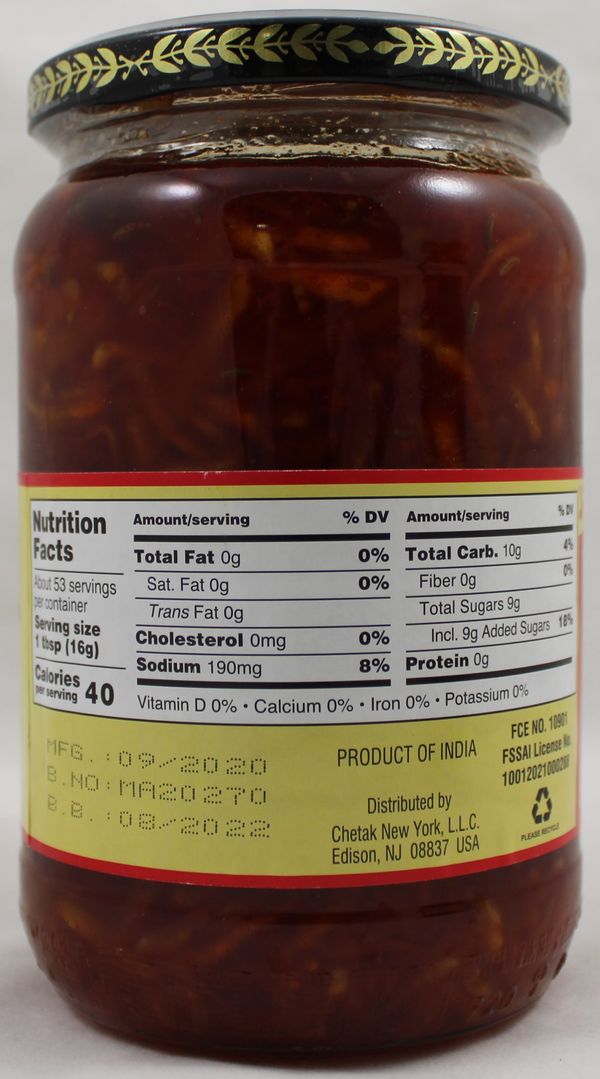 Nutrition
Facts
About 53 servings
per container
Serving size
1 tbsp (16g)
Calories
per serving 40
Amount/serving % DV
Total Fat 0g 0%
Sat. Fat 0g 0%
Trans Fat 0g
Cholesterol 0mg 0%
Sodium 190mg 8%
Amount/serving % DV
Total Carb. 10g 4%
Fiber 0g 0%
Total Sugars 9g
Incl. 9g Added Sugars 18%
Protein 0g
Vitamin D 0% • Calcium 0% • Iron 0% • Potassium 0%
MFG. : 09/2020
B.NO: MA20270
B.B. : 08/2022
PRODUCT OF INDIA
Distributed by
Chetak New York, L.L.C.
Edison, NJ 08837 USA
FCE NO. 10901
FSSAI License No.
PLEASE RECYCLE